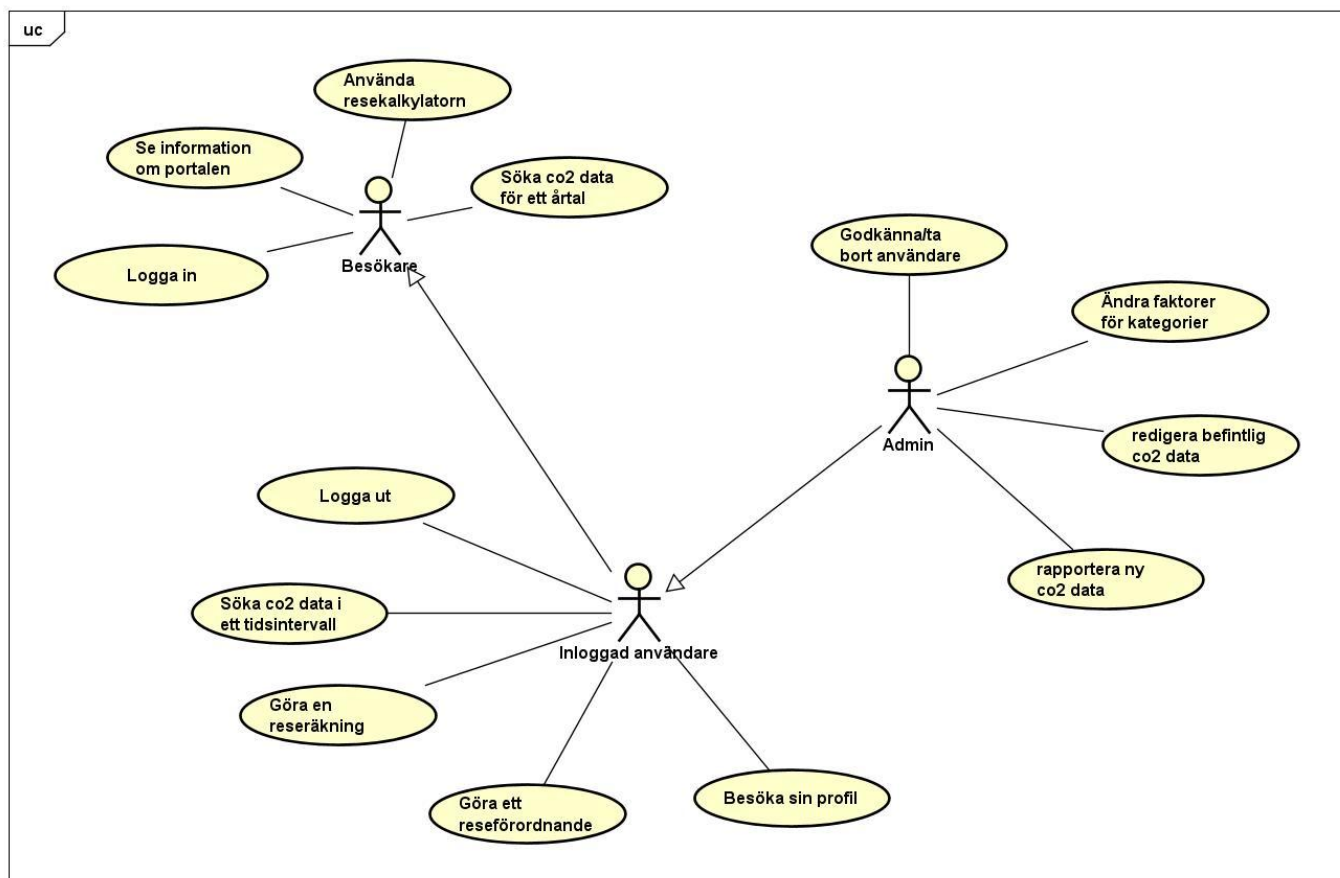 uc
Använda
resekalkylatorn
Se information
om portalen
Söka co2 data
för ett årtal
Logga in
Besökare
Godkänna/ta
bort användare
Ändra faktorer
för kategorier
Admin
redigera befintlig
co2 data
Logga ut
rapportera ny
co2 data
Söka co2 data i
ett tidsintervall
Inloggad användare
Göra en
reseräkning
Göra ett
reseförordnande
Besöka sin profil